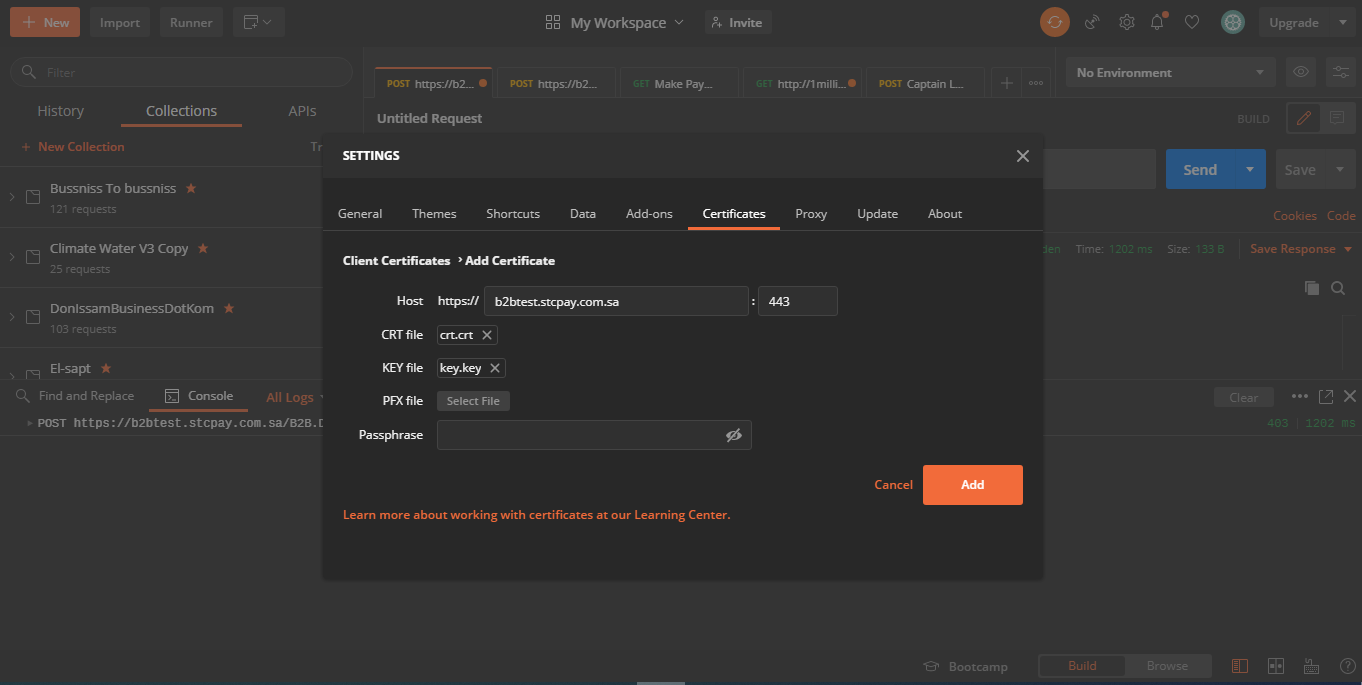 New Import Runner My Workspace Invite Upgrade
Filter
POST https://b2... POST https://b2... GET Make Pay... GET http://1milli... POST Captain L... No Environment
History Collections APIs
Untitled Request BUILD
+ New Collection Tr
SETTINGS
Send Save
Bussniss To bussniss
121 requests
General Themes Shortcuts Data Add-ons Certificates Proxy Update About
Cookies Code
Climate Water V3 Copy
25 requests
den Time: 1202 ms Size: 133 B Save Response
Client Certificates › Add Certificate
Host https:// b2btest.stcpay.com.sa : 443
DonIssamBusinessDotKom
103 requests
CRT file crt.crt
KEY file key.key
El-sapt
PFX file Select File
Find and Replace Console All Logs Clear
POST https://b2btest.stcpay.com.sa/B2B.D 403 | 1202 ms
Passphrase
Cancel Add
Learn more about working with certificates at our Learning Center.
Bootcamp Build Browse